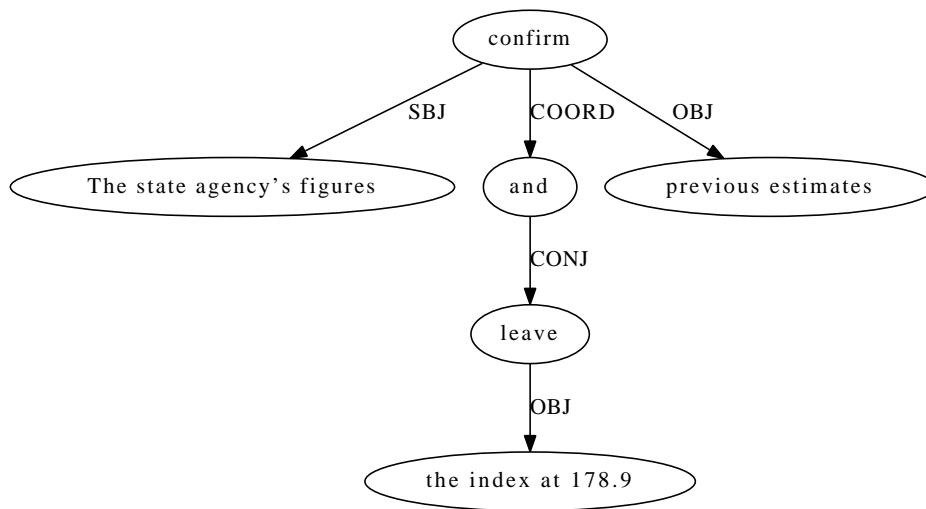 confirm
SBJ COORD OBJ
The state agency’s figures and previous estimates
CONJ
leave
OBJ
the index at 178.9